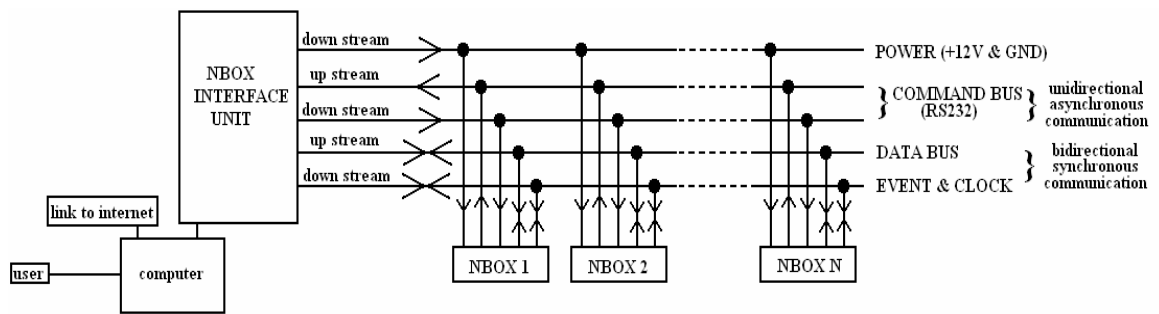 NBOX
INTERFACE
UNIT
down stream
up stream
down stream
up stream
down stream
POWER (+12V & GND)
COMMAND BUS
(RS232)
unidirectional
asynchronous
communication
DATA BUS
EVENT & CLOCK
bidirectional
synchronous
communication
link to internet
user
computer
NBOX 1
NBOX 2
NBOX N